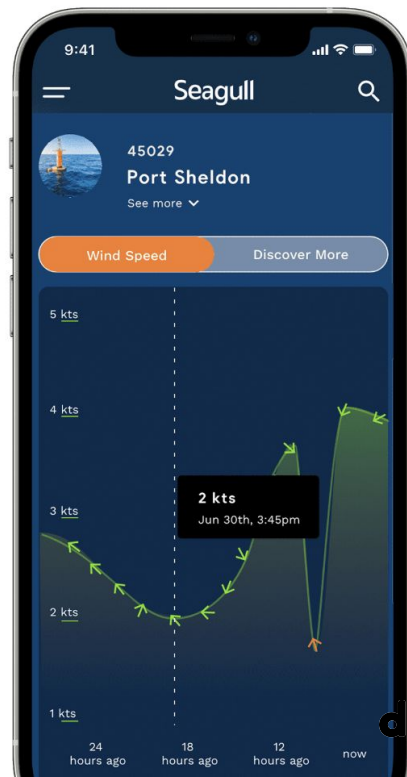 9:41
Seagull
45029
Port Sheldon
See more
Wind Speed
Discover More
5 kts
4 kts
2 kts
Jun 30th, 3:45pm
3 kts
2 kts
1 kts
24
hours ago
18
hours ago
12
hours ago
now
d